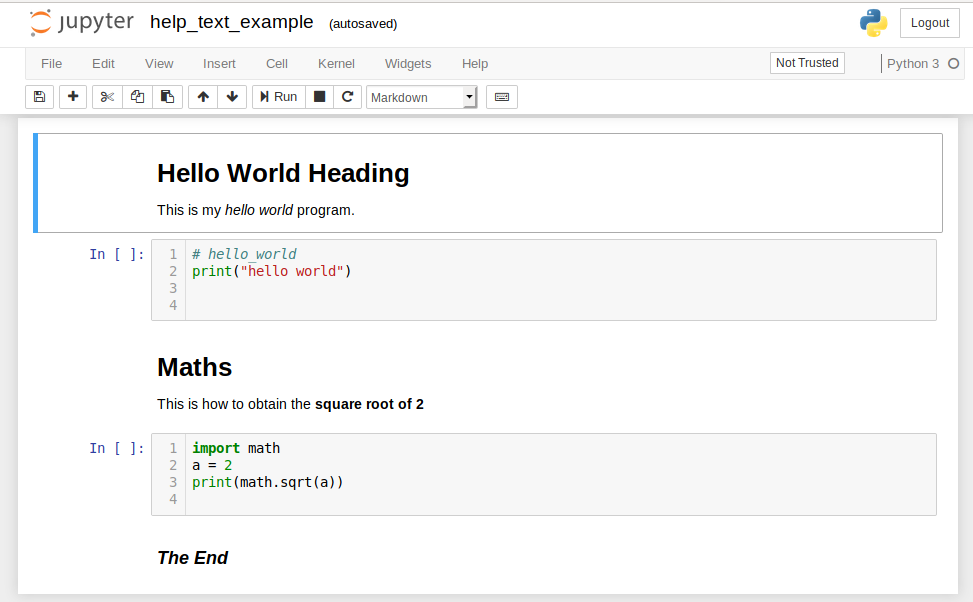 jupyter help_text_example (autosaved) Logout
File Edit View Insert Cell Kernel Widgets Help Not Trusted Python 3
Run Markdown
Hello World Heading
This is my hello world program.
In [ ]: 1 # hello_world
2 print("hello world")
3
4
Maths
This is how to obtain the square root of 2
In [ ]: 1 import math
2 a = 2
3 print(math.sqrt(a))
4
The End